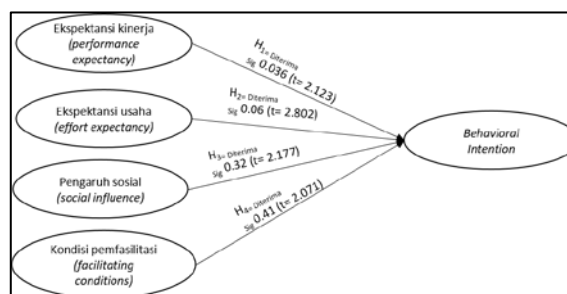 Ekspektansi kinerja
(performance
expectancy)
H1= Diterima
Sig 0.036 (t= 2.123)
Ekspektansi usaha
(effort expectancy)
H2= Diterima
Sig 0.06 (t= 2.802)
Behavioral
Intention
Pengaruh sosial
(social influence)
H3= Diterima
Sig 0.32 (t= 2.177)
Kondisi pemfasilitasi
(facilitating
conditions)
H4= Diterima
Sig 0.41 (t= 2.071)